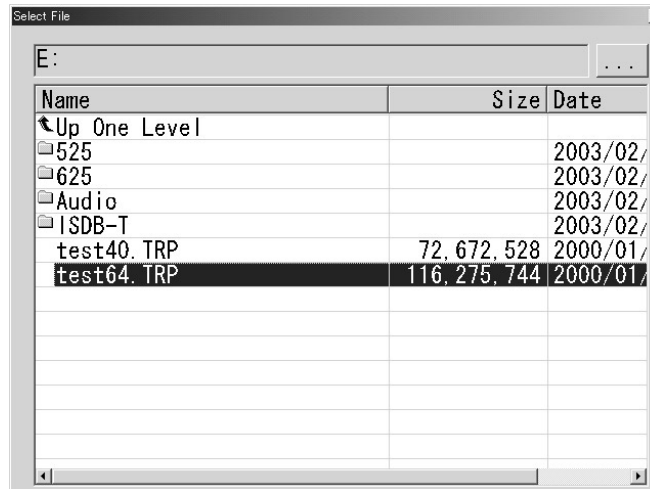 Select File
E:
...
Name Size Date
Up One Level
525 2003/02/
625 2003/02/
Audio 2003/02/
ISDB-T 2003/02/
test40.TRP 72,672,528 2000/01/
test64.TRP 116,275,744 2000/01/